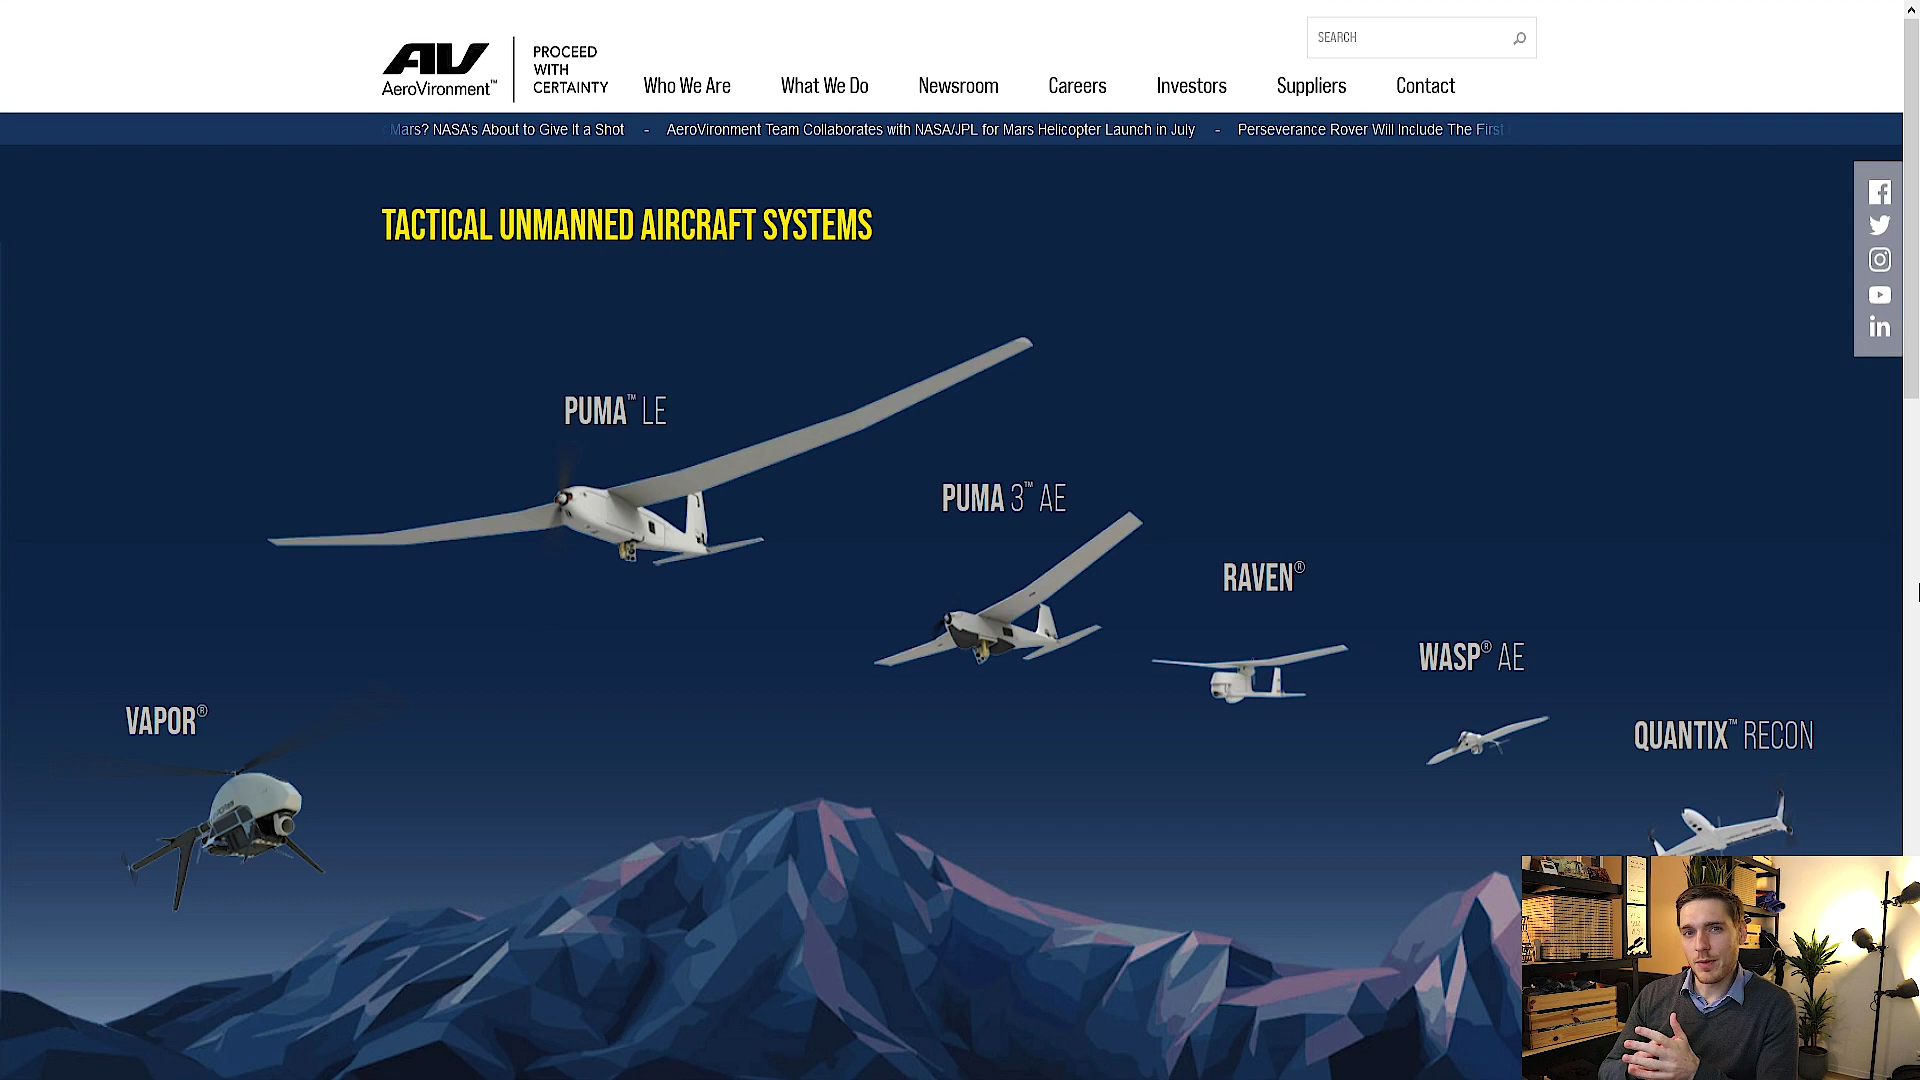 SEARCH
AV
AeroVironment™
PROCEED
WITH
CERTAINTY
Who We Are
What We Do
Newsroom
Careers
Investors
Suppliers
Contact
Mars? NASA's About to Give It a Shot - AeroVironment Team Collaborates with NASA/JPL for Mars Helicopter Launch in July - Perseverance Rover Will Include The First
TACTICAL UNMANNED AIRCRAFT SYSTEMS
PUMA™ LE
PUMA 3™ AE
RAVEN®
WASP® AE
VAPOR®
QUANTIX™ RECON
in